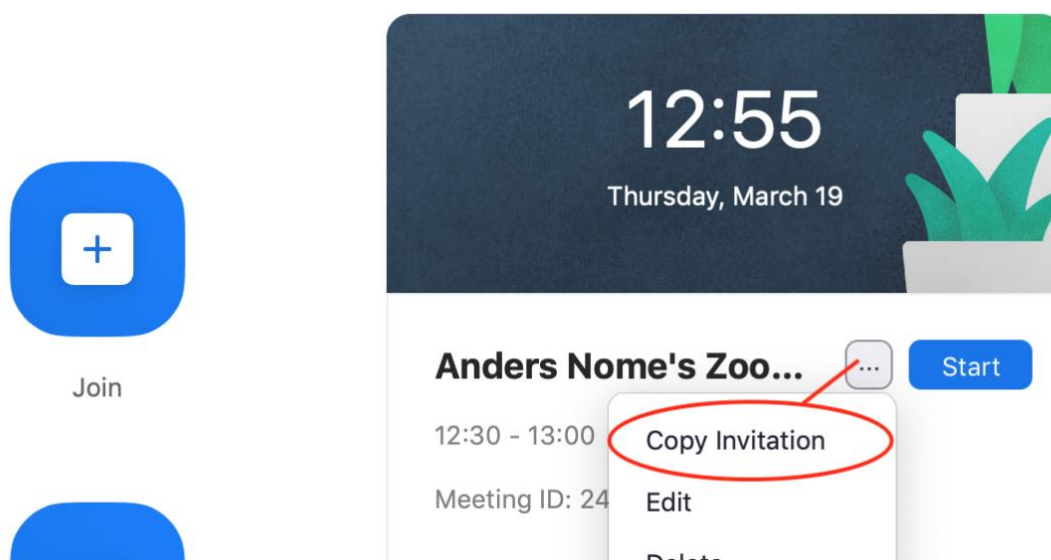 12:55
Thursday, March 19
Join
Anders Nome's Zoo... ... Start
12:30 - 13:00
Copy Invitation
Meeting ID: 24
Edit